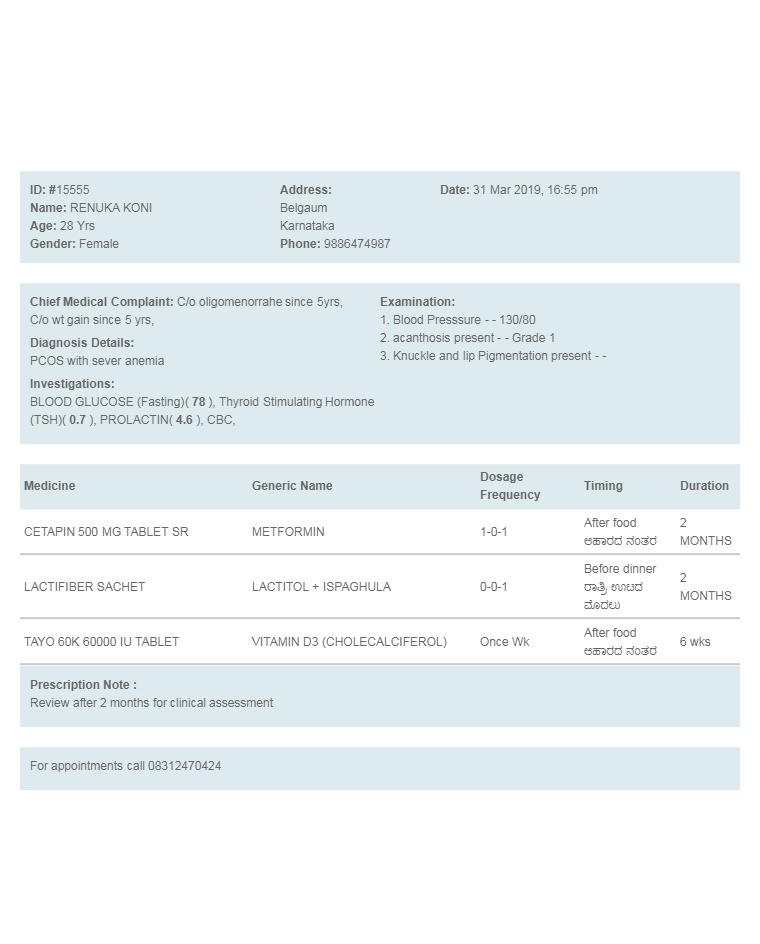 ID: #15555
Name: RENUKA KONI
Age: 28 Yrs
Gender: Female
Address:
Belgaum
Karnataka
Phone: 9886474987
Date: 31 Mar 2019, 16:55 pm
Chief Medical Complaint: C/o oligomenorrahe since 5yrs,
C/o wt gain since 5 yrs,
Diagnosis Details:
PCOS with sever anemia
Investigations:
BLOOD GLUCOSE (Fasting)( 78 ), Thyroid Stimulating Hormone
(TSH)( 0.7 ), PROLACTIN( 4.6 ), CBC,
Examination:
1. Blood Presssure - - 130/80
2. acanthosis present - - Grade 1
3. Knuckle and lip Pigmentation present - -
Medicine Generic Name Dosage Frequency Timing Duration
CETAPIN 500 MG TABLET SR METFORMIN 1-0-1 After food ಆಹಾರದ ನಂತರ 2 MONTHS
LACTIFIBER SACHET LACTITOL + ISPAGHULA 0-0-1 Before dinner ರಾತ್ರಿ ಊಟದ ಮೊದಲು 2 MONTHS
TAYO 60K 60000 IU TABLET VITAMIN D3 (CHOLECALCIFEROL) Once Wk After food ಆಹಾರದ ನಂತರ 6 wks
Prescription Note :
Review after 2 months for clinical assessment
For appointments call 08312470424